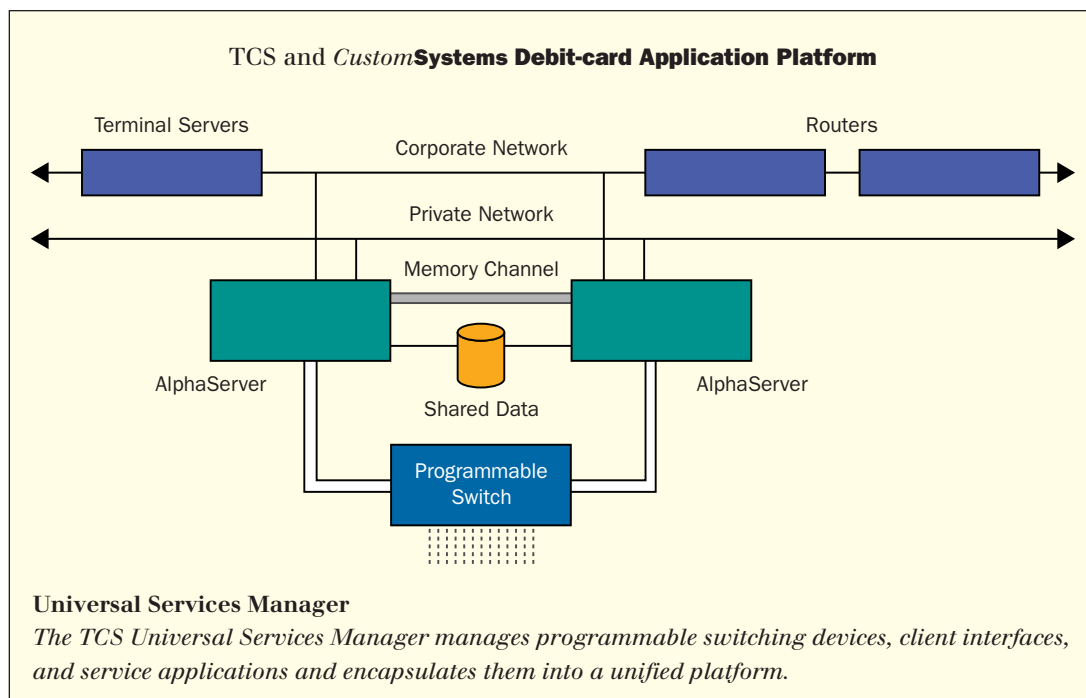 TCS and CustomSystems Debit-card Application Platform
Terminal Servers
Routers
Corporate Network
Private Network
Memory Channel
AlphaServer
AlphaServer
Shared Data
Programmable
Switch
Universal Services Manager
The TCS Universal Services Manager manages programmable switching devices, client interfaces,
and service applications and encapsulates them into a unified platform.